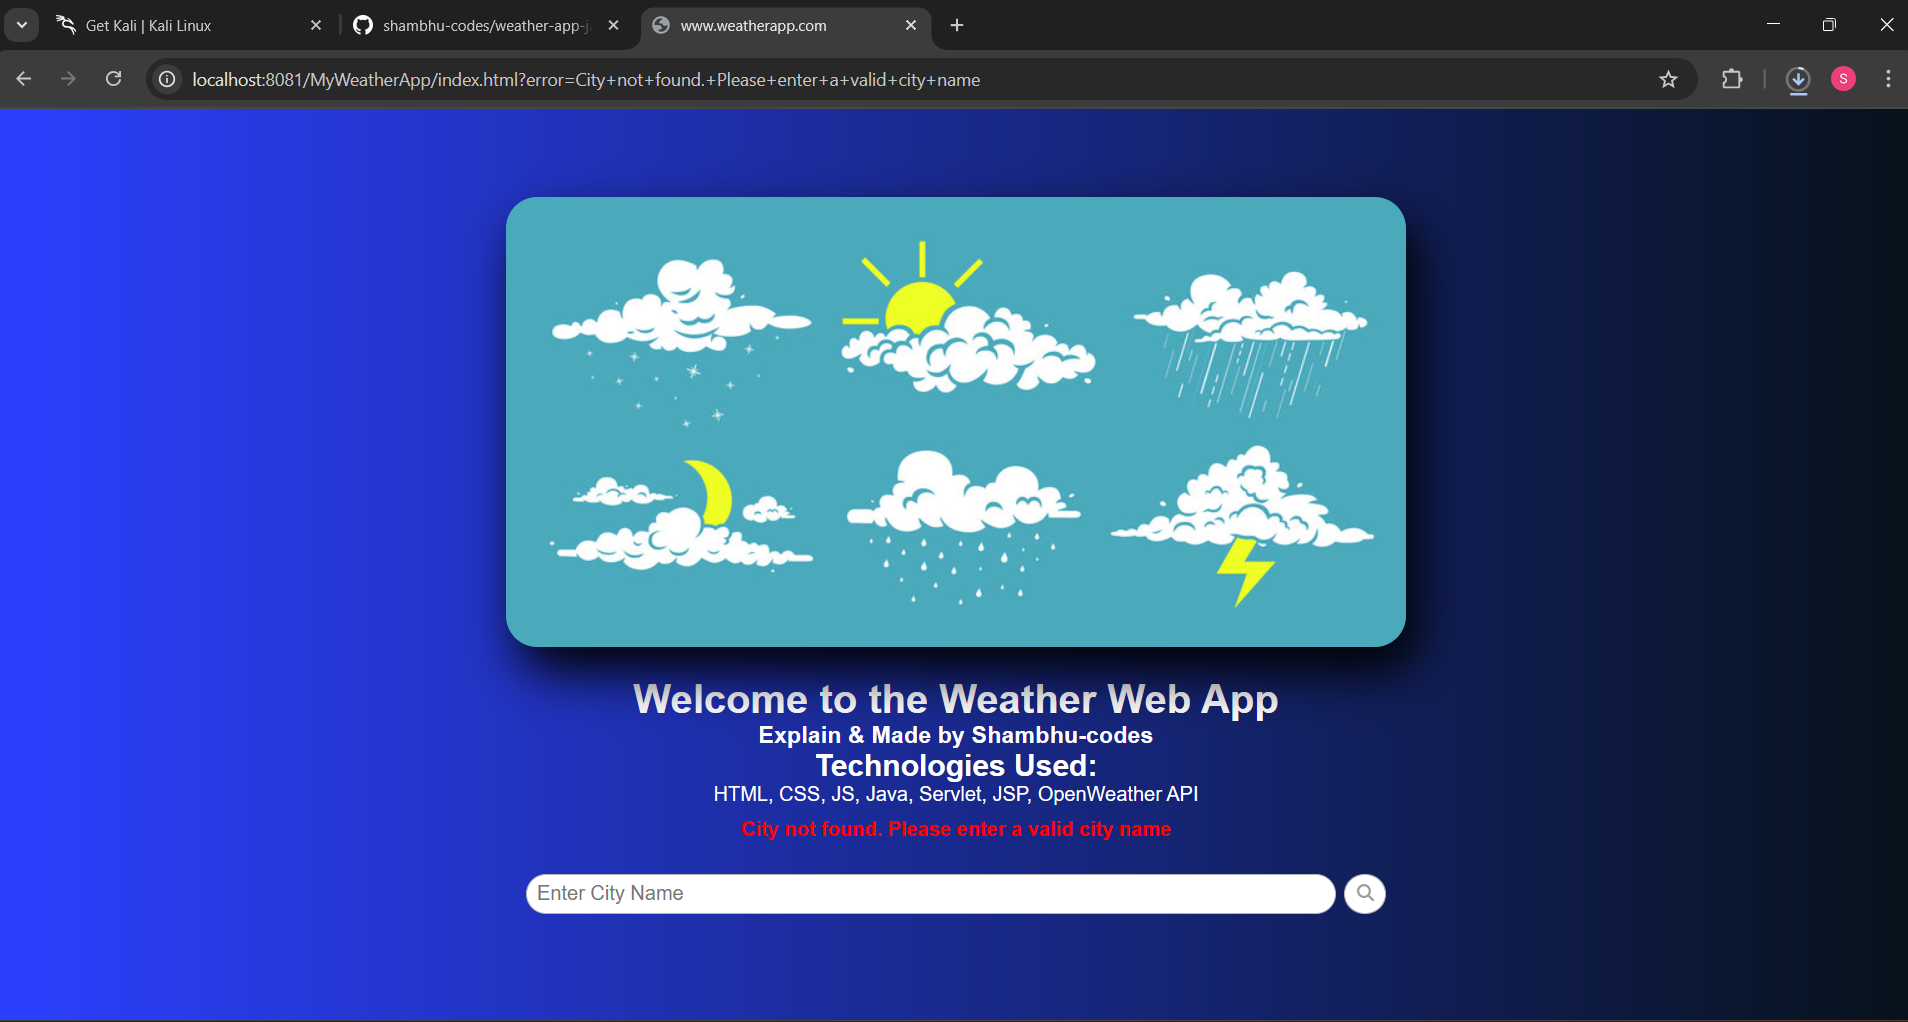 Get Kali | Kali Linux
shambhu-codes/weather-app-j
www.weatherapp.com
localhost:8081/MyWeatherApp/index.html?error=City+not+found.+Please+enter+a+valid+city+name
S
Welcome to the Weather Web App
Explain & Made by Shambhu-codes
Technologies Used:
HTML, CSS, JS, Java, Servlet, JSP, OpenWeather API
City not found. Please enter a valid city name
Enter City Name